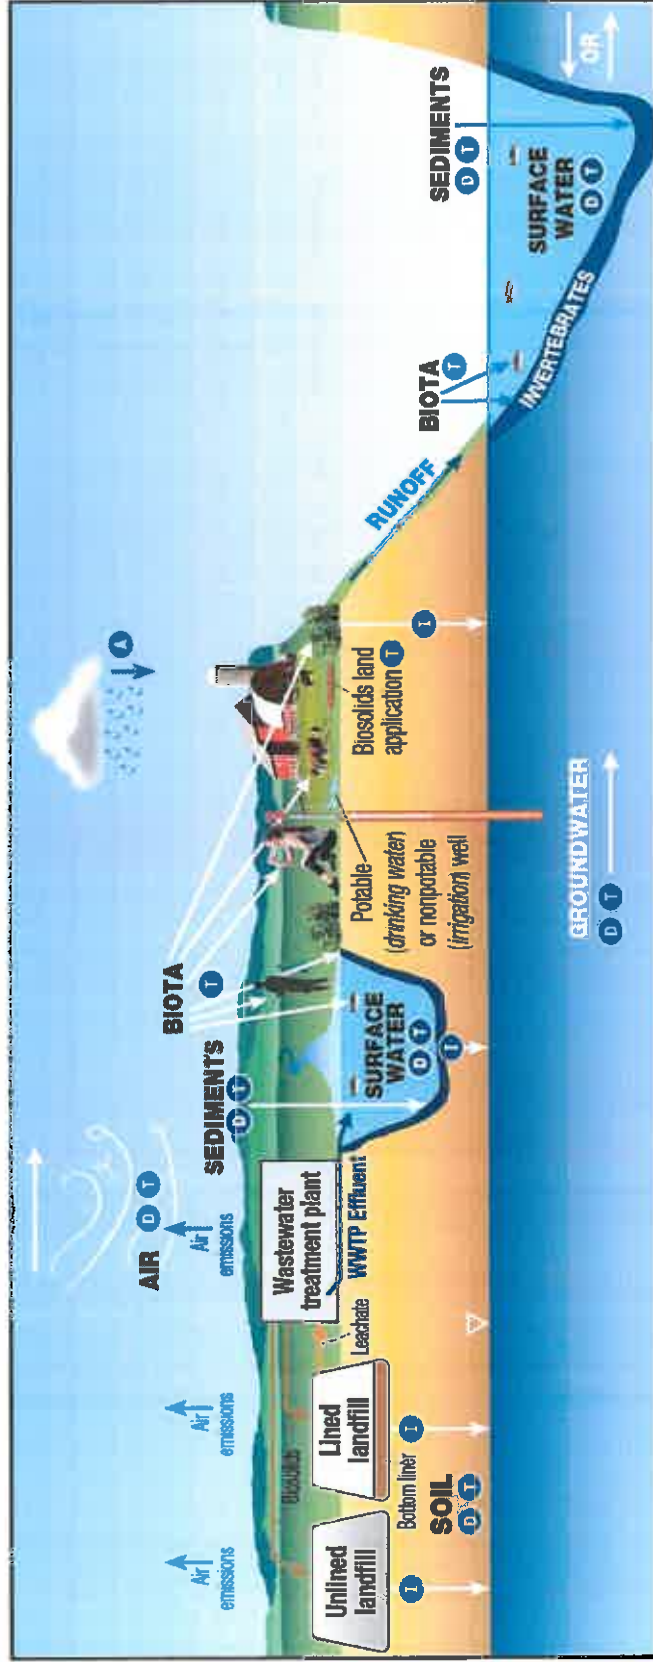 AIR D T
A
Air
emissions
Air
emissions
Air
emissions
BIOTA
T
SEDIMENTS
D T
SEDIMENTS
D T
BIOTA
T
Biosolids
Unlined
landfill
Lined
landfill
Leachate
Wastewater
treatment plant
WWTP Effluent
SURFACE
WATER
D T
I
Potable
(drinking water)
or nonpotable
(irrigation) well
Biosolids land
application T
I
RUNOFF
I
Bottom liner
I
SOIL
D T
INVERTEBRATES
SURFACE
WATER
D T
GROUNDWATER
D T
OR